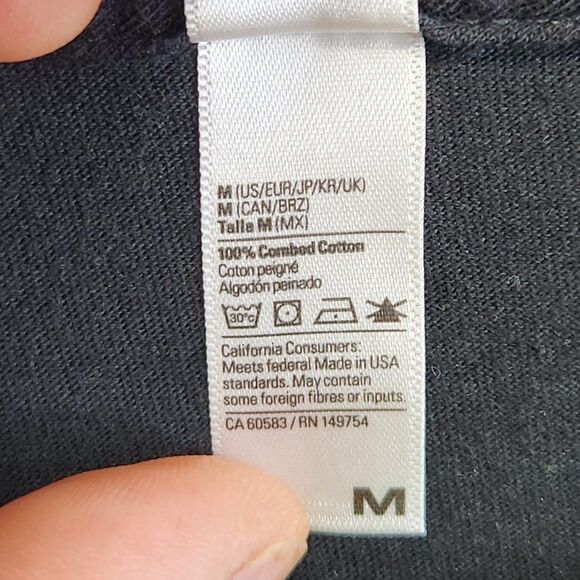 M (US/EUR/JP/KR/UK)
M (CAN/BRZ)
Talla M (MX)
100% Combed Cotton
Coton peigné
Algodón peinado
30°c
California Consumers:
Meets federal Made in USA
standards. May contain
some foreign fibres or inputs.
CA 60583 / RN 149754
M